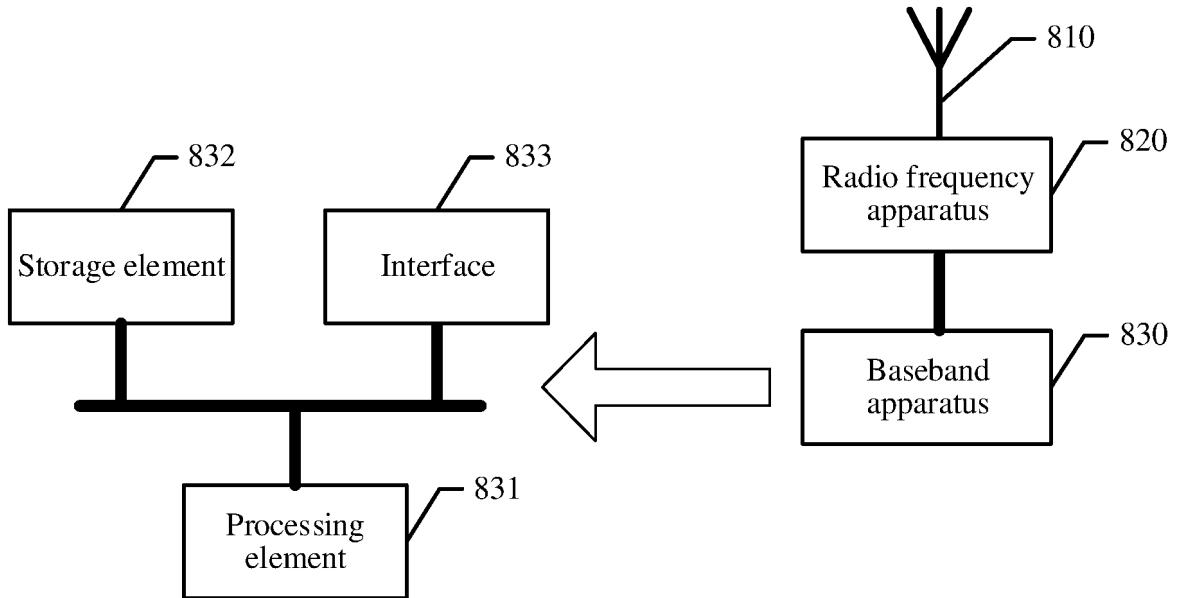 810
820
Radio frequency
apparatus
832
833
Storage element
Interface
830
Baseband
apparatus
831
Processing
element